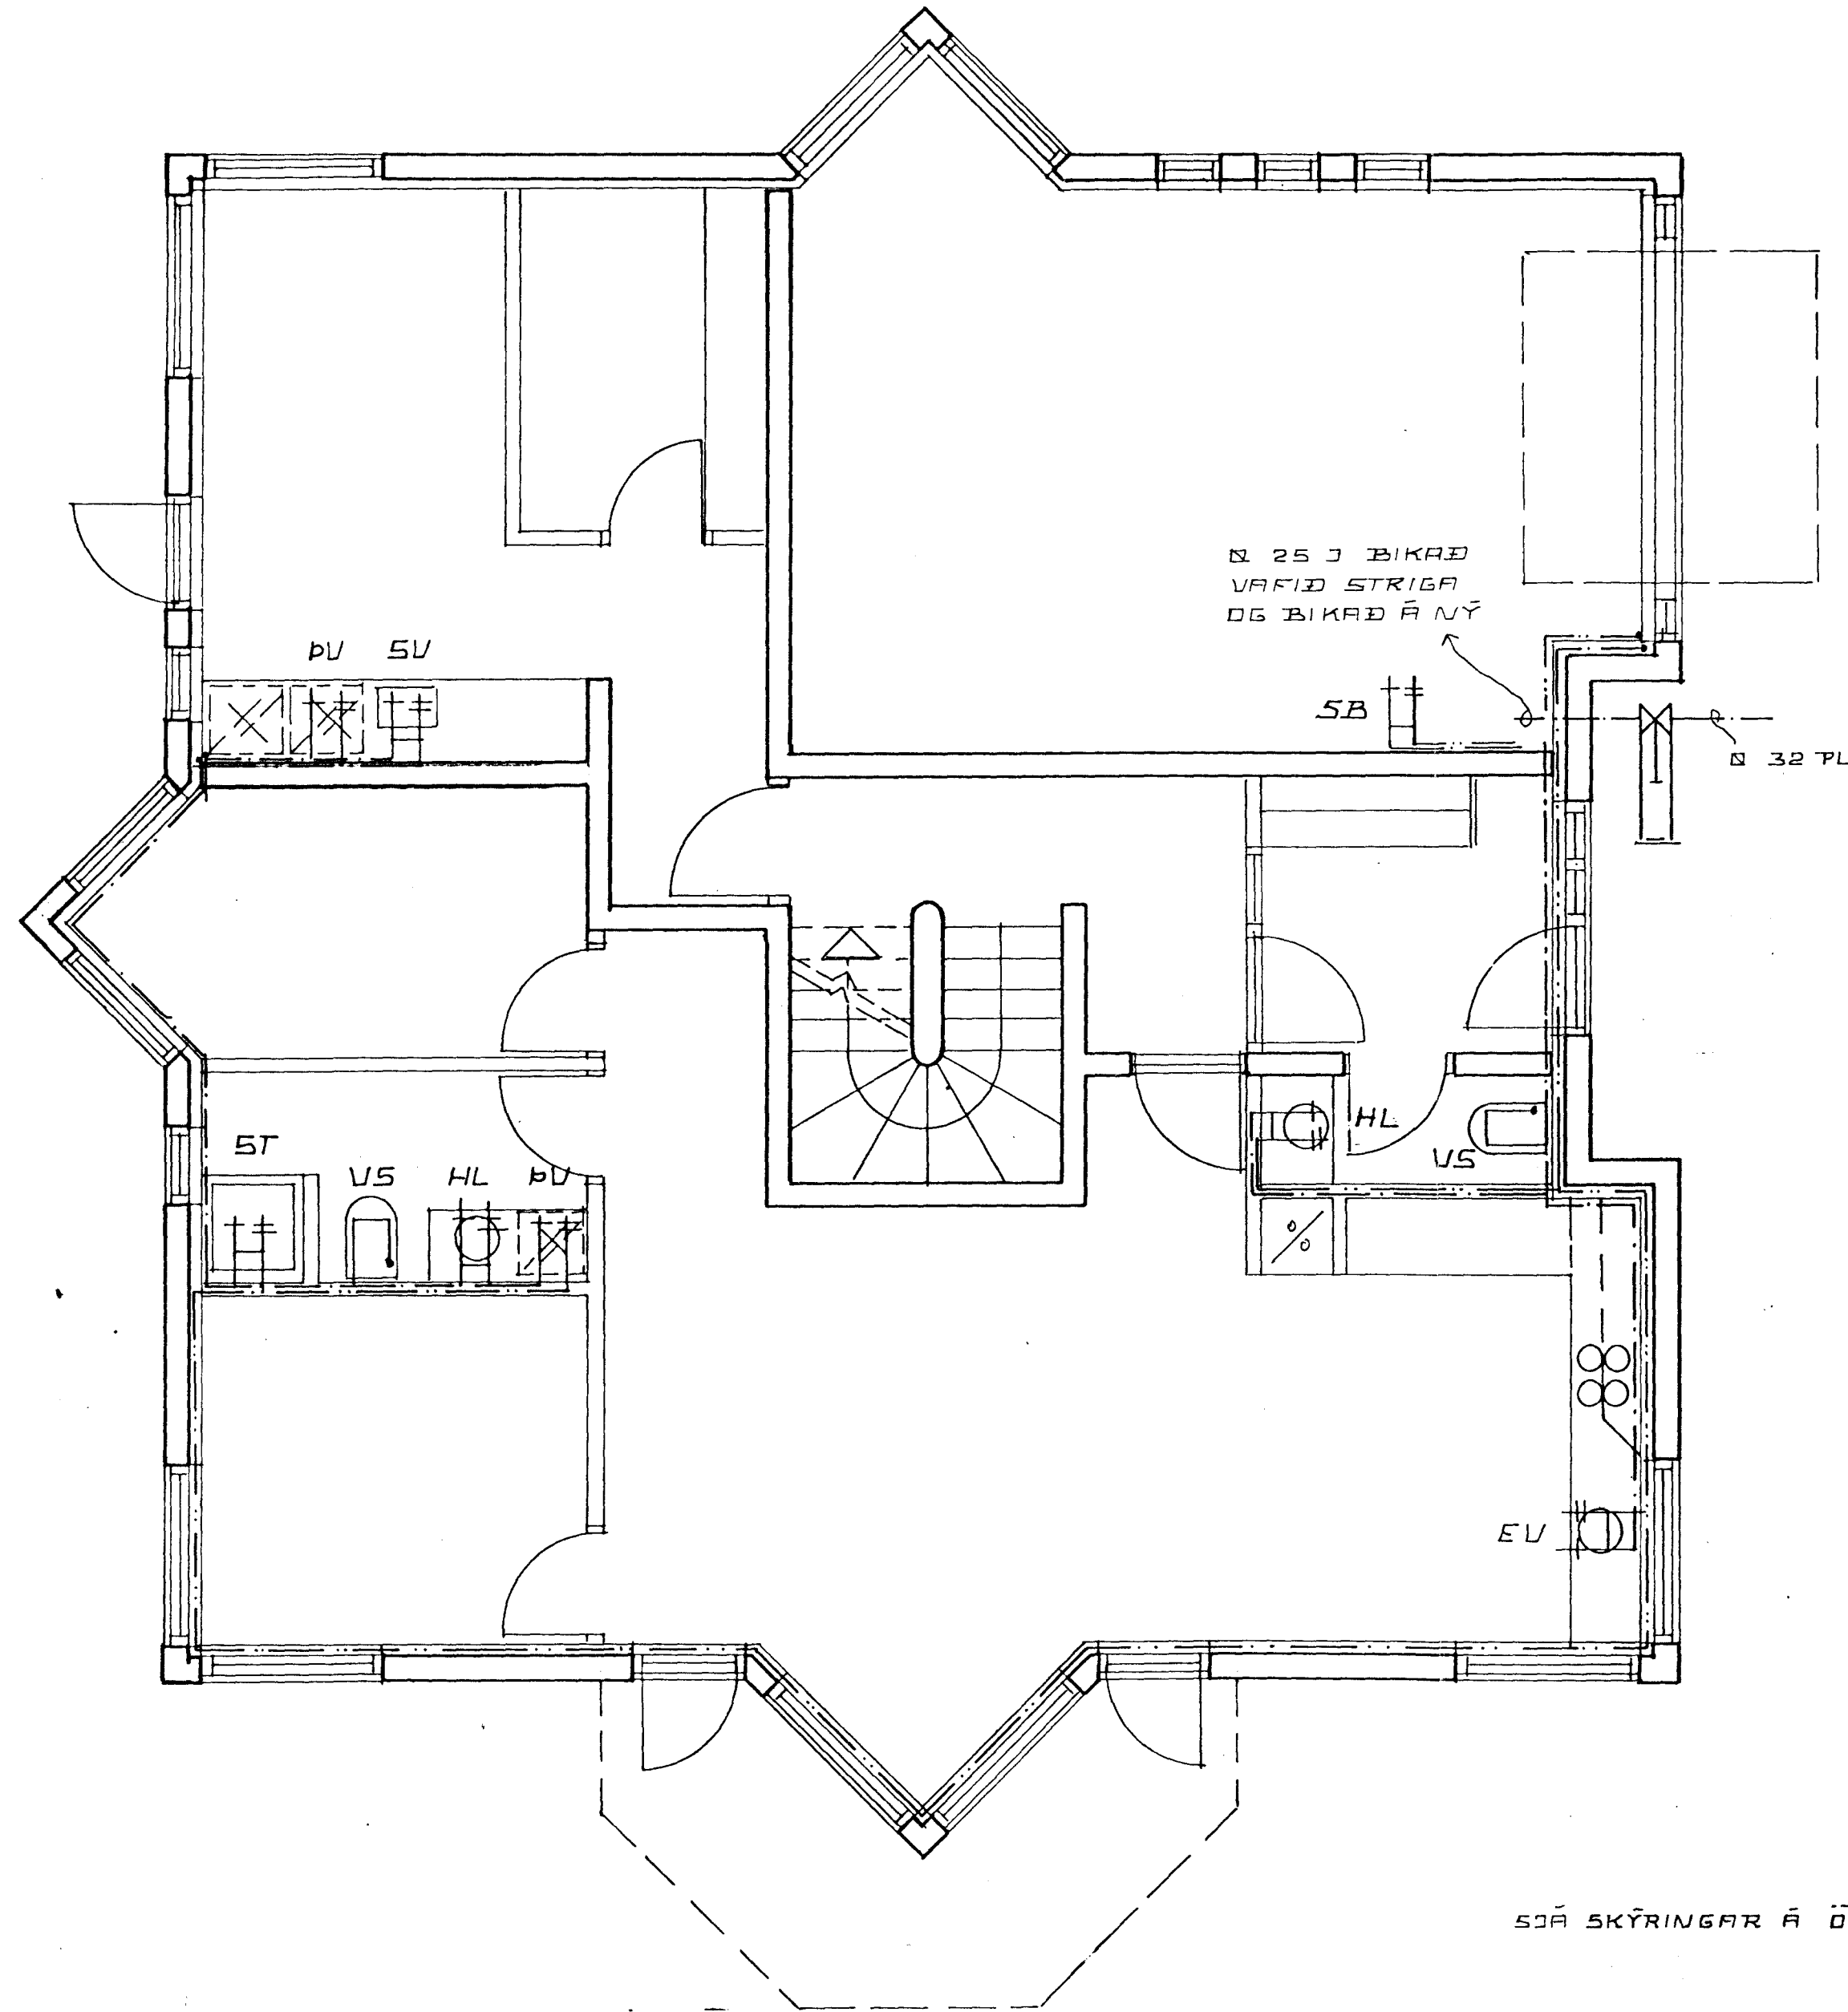 ⌀ 25 J BIKAÐ
VAFIÐ STRIGA
OG BIKAÐ Á NÝ
ÞV SV
SB
⌀ 32 PL
HL
VS
ST
VS HL ÞV
EV
SJÁ SKÝRINGAR Á Ö